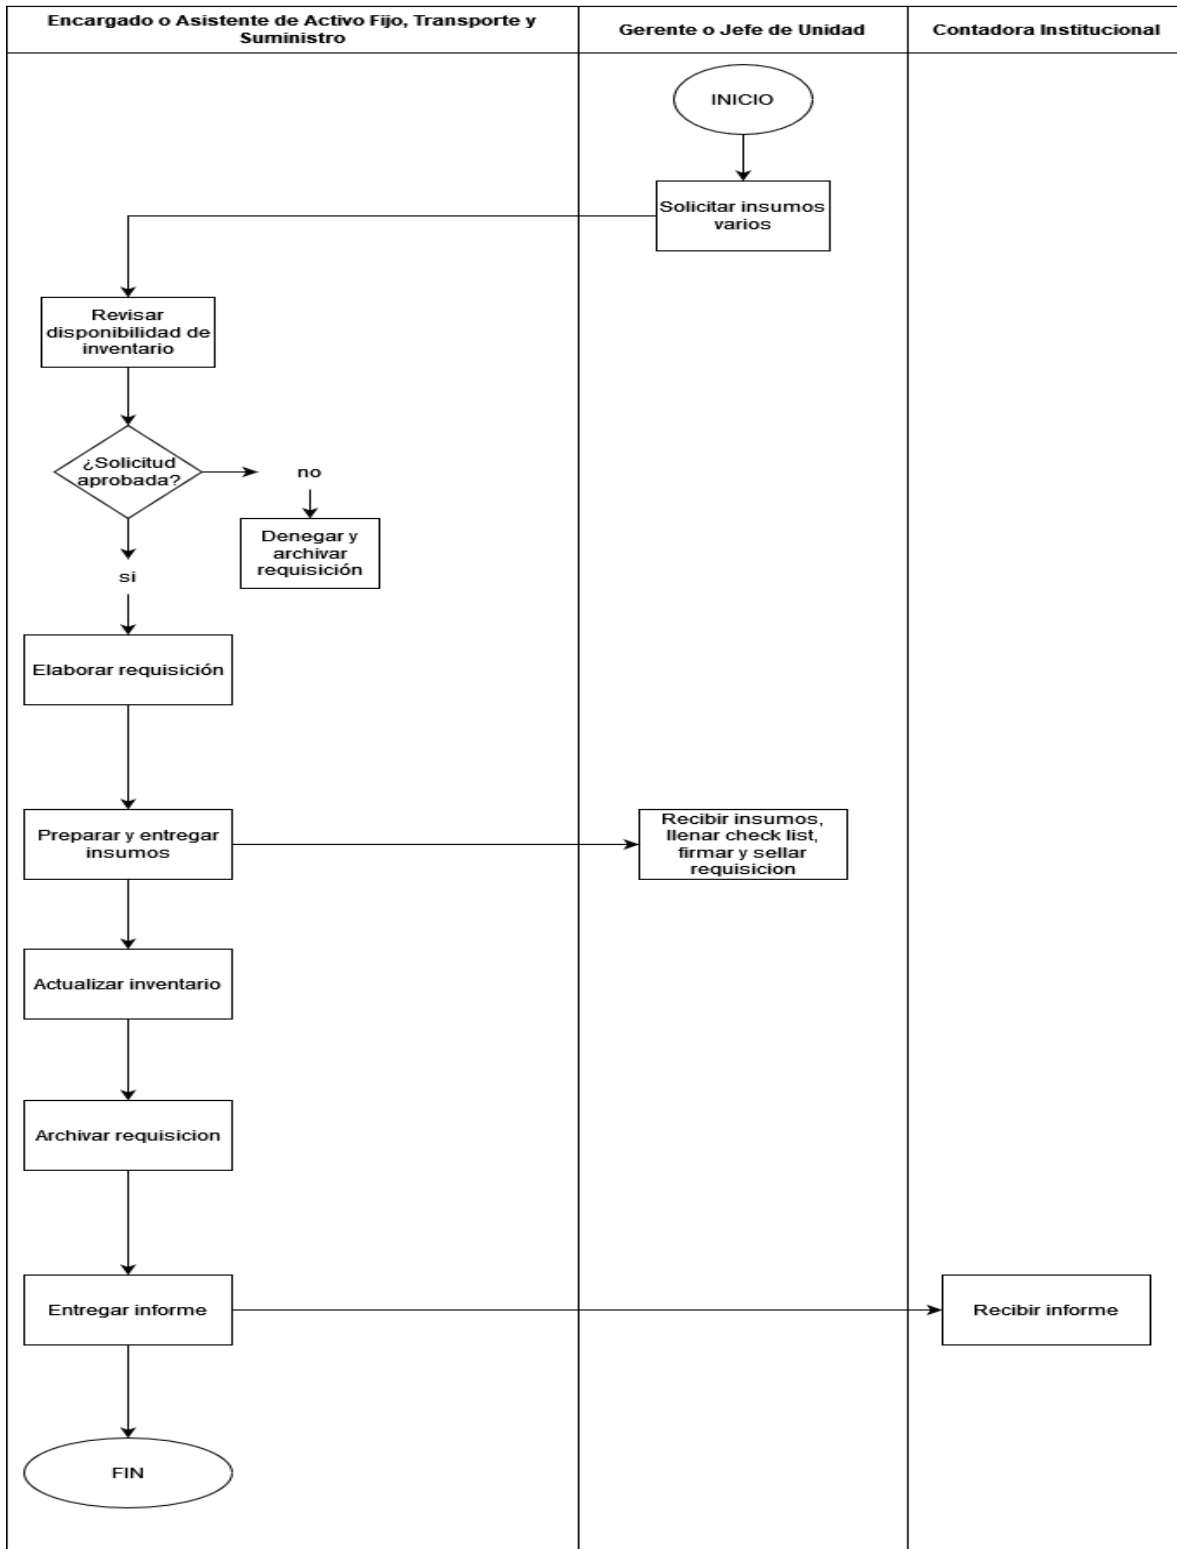 Encargado o Asistente de Activo Fijo, Transporte y
Suministro
Gerente o Jefe de Unidad
Contadora Institucional
INICIO
Solicitar insumos
varios
Revisar
disponibilidad de
inventario
¿Solicitud
aprobada?
no
Denegar y
archivar
requisición
si
Elaborar requisición
Preparar y entregar
insumos
Recibir insumos,
llenar check list,
firmar y sellar
requisicion
Actualizar inventario
Archivar requisicion
Entregar informe
Recibir informe
FIN